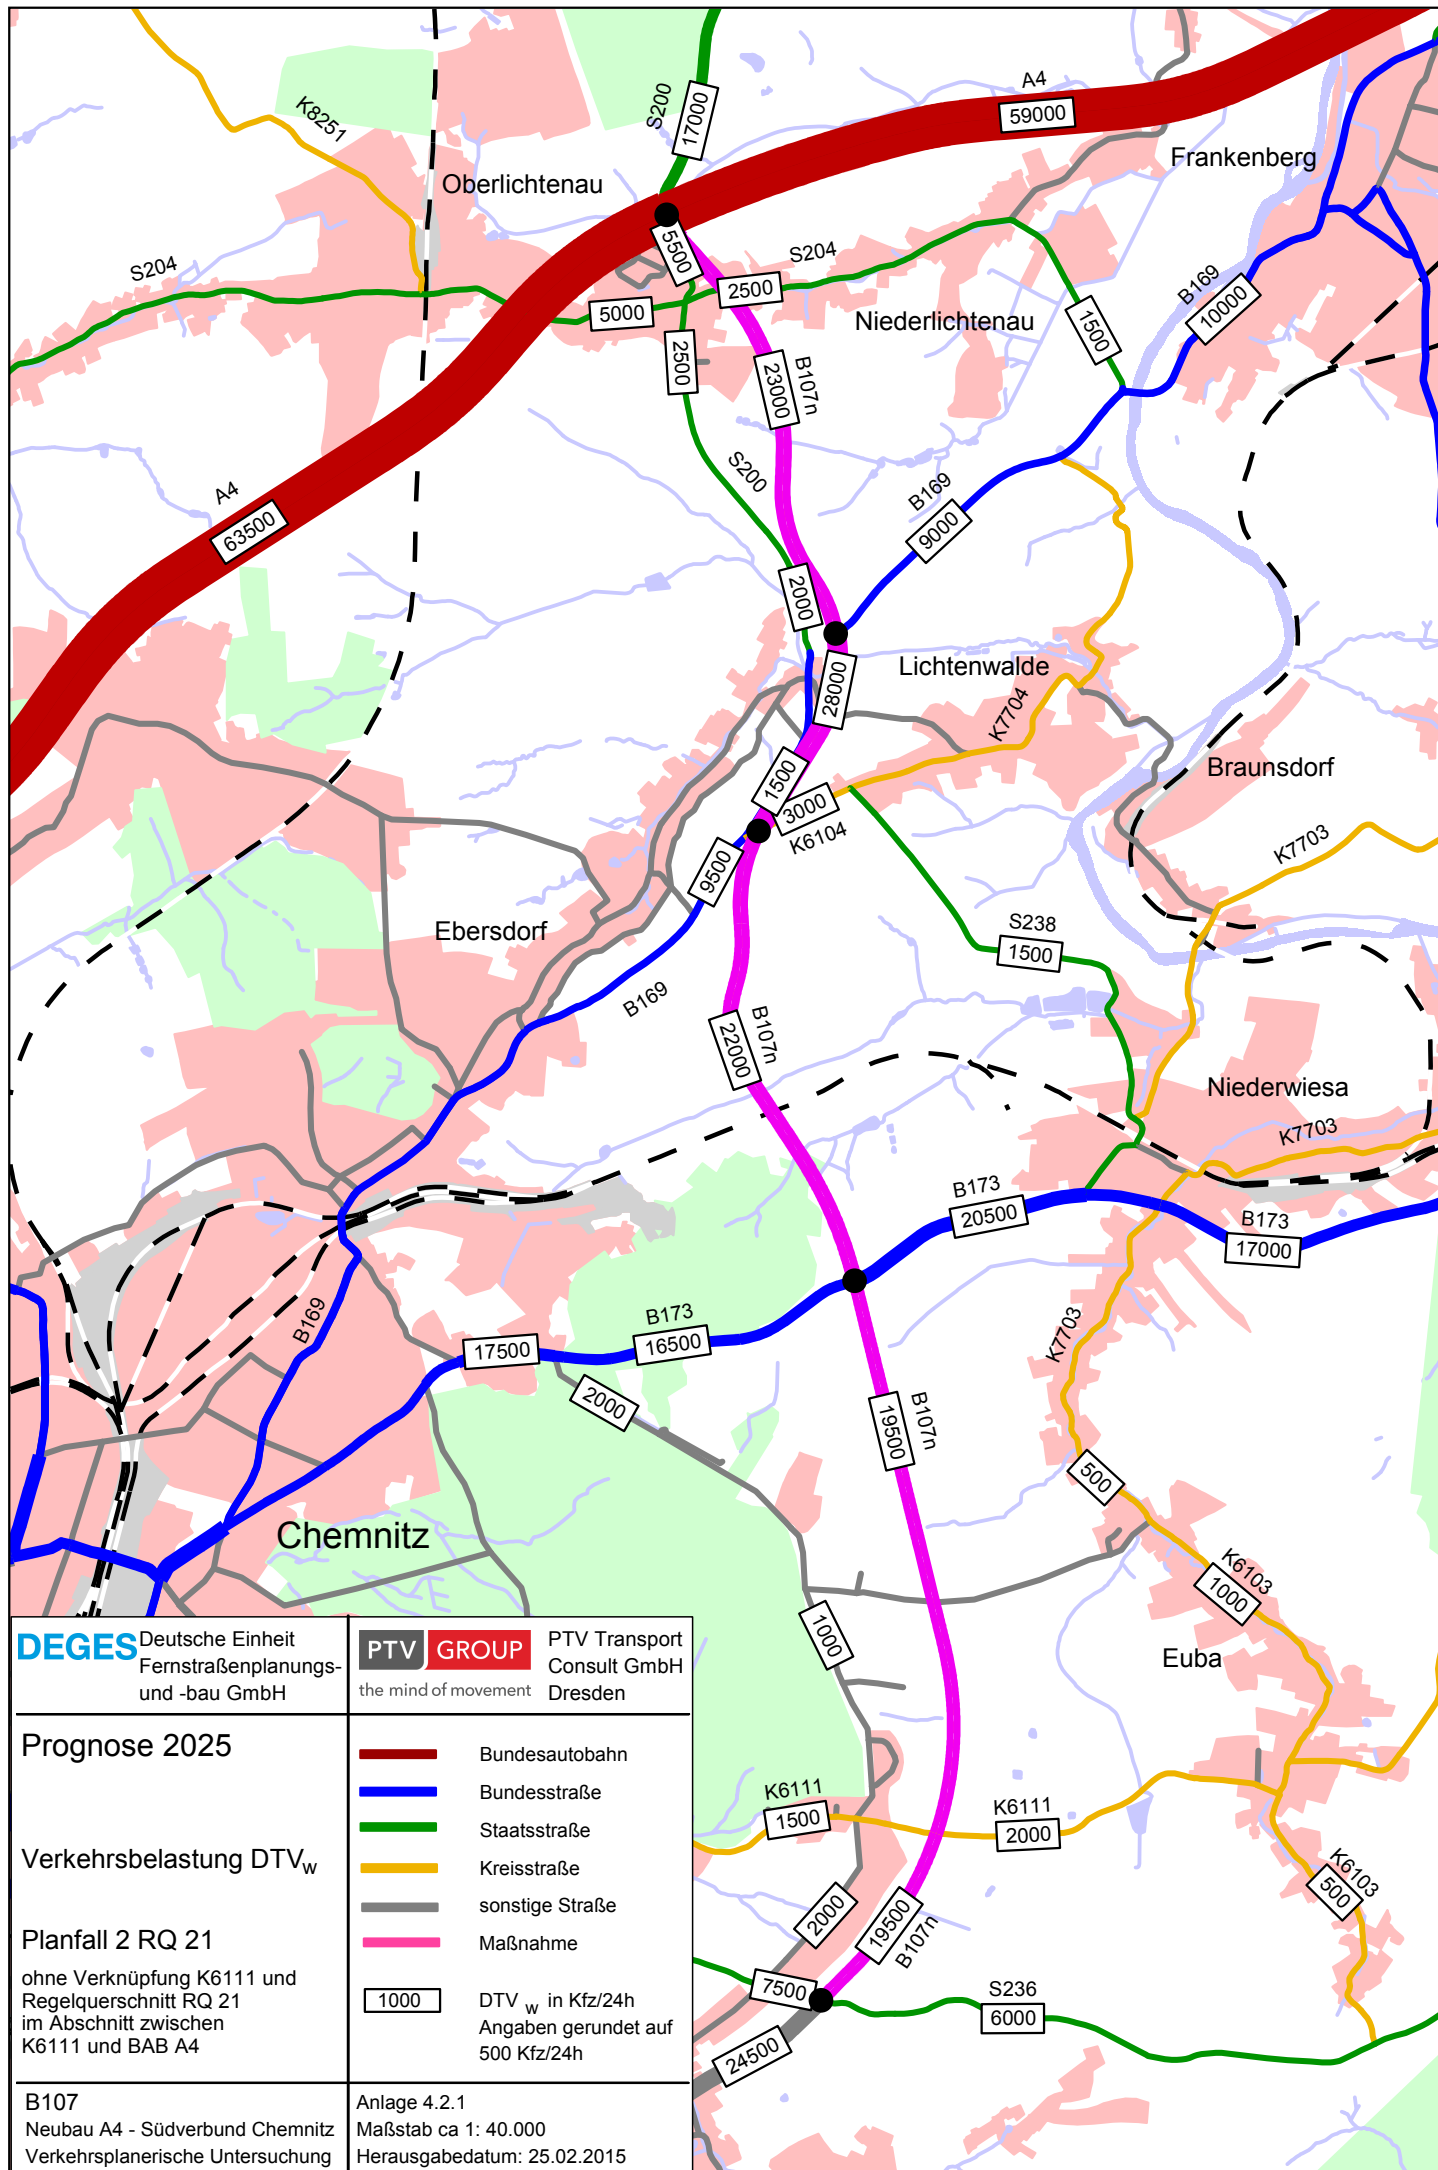 A4
59000
S200
17000
K8251
Frankenberg
Oberlichtenau
S204
5500
S204
B169
10000
2500
5000
Niederlichtenau
1500
2500
B107n
23000
S200
A4
63500
B169
9000
2000
Lichtenwalde
28000
K7704
Braunsdorf
1500
3000
K6104
K7703
9500
Ebersdorf
S238
1500
B169
B107n
22000
Niederwiesa
K7703
B173
20500
B173
17000
B169
B173
16500
17500
K7703
2000
B107n
19500
500
Chemnitz
K6103
1000
1000
Euba
K6111
1500
K6111
2000
K6103
500
2000
19500
B107n
7500
S236
6000
24500
DEGES
Deutsche Einheit
Fernstraßenplanungs-
und -bau GmbH
PTV GROUP
the mind of movement
PTV Transport
Consult GmbH
Dresden
Prognose 2025
Verkehrsbelastung DTVw
Planfall 2 RQ 21
ohne Verknüpfung K6111 und
Regelquerschnitt RQ 21
im Abschnitt zwischen
K6111 und BAB A4
Bundesautobahn
Bundesstraße
Staatsstraße
Kreisstraße
sonstige Straße
Maßnahme
1000
DTV w in Kfz/24h
Angaben gerundet auf
500 Kfz/24h
B107
Neubau A4 - Südverbund Chemnitz
Verkehrsplanerische Untersuchung
Anlage 4.2.1
Maßstab ca 1: 40.000
Herausgabedatum: 25.02.2015